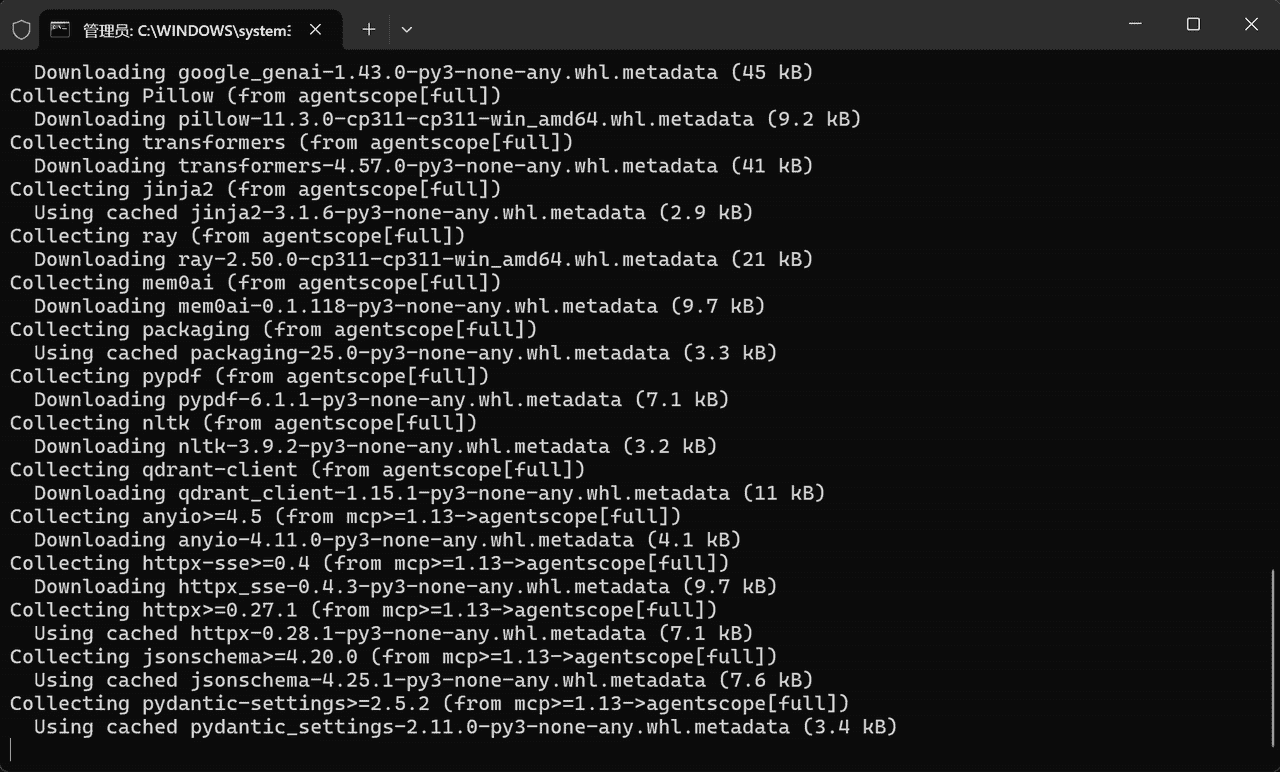 管理员: C:\WINDOWS\system3
  Downloading google_genai-1.43.0-py3-none-any.whl.metadata (45 kB)
Collecting Pillow (from agentscope[full])
  Downloading pillow-11.3.0-cp311-cp311-win_amd64.whl.metadata (9.2 kB)
Collecting transformers (from agentscope[full])
  Downloading transformers-4.57.0-py3-none-any.whl.metadata (41 kB)
Collecting jinja2 (from agentscope[full])
  Using cached jinja2-3.1.6-py3-none-any.whl.metadata (2.9 kB)
Collecting ray (from agentscope[full])
  Downloading ray-2.50.0-cp311-cp311-win_amd64.whl.metadata (21 kB)
Collecting mem0ai (from agentscope[full])
  Downloading mem0ai-0.1.118-py3-none-any.whl.metadata (9.7 kB)
Collecting packaging (from agentscope[full])
  Using cached packaging-25.0-py3-none-any.whl.metadata (3.3 kB)
Collecting pypdf (from agentscope[full])
  Downloading pypdf-6.1.1-py3-none-any.whl.metadata (7.1 kB)
Collecting nltk (from agentscope[full])
  Downloading nltk-3.9.2-py3-none-any.whl.metadata (3.2 kB)
Collecting qdrant-client (from agentscope[full])
  Downloading qdrant_client-1.15.1-py3-none-any.whl.metadata (11 kB)
Collecting anyio>=4.5 (from mcp>=1.13->agentscope[full])
  Downloading anyio-4.11.0-py3-none-any.whl.metadata (4.1 kB)
Collecting httpx-sse>=0.4 (from mcp>=1.13->agentscope[full])
  Downloading httpx_sse-0.4.3-py3-none-any.whl.metadata (9.7 kB)
Collecting httpx>=0.27.1 (from mcp>=1.13->agentscope[full])
  Using cached httpx-0.28.1-py3-none-any.whl.metadata (7.1 kB)
Collecting jsonschema>=4.20.0 (from mcp>=1.13->agentscope[full])
  Using cached jsonschema-4.25.1-py3-none-any.whl.metadata (7.6 kB)
Collecting pydantic-settings>=2.5.2 (from mcp>=1.13->agentscope[full])
  Using cached pydantic_settings-2.11.0-py3-none-any.whl.metadata (3.4 kB)